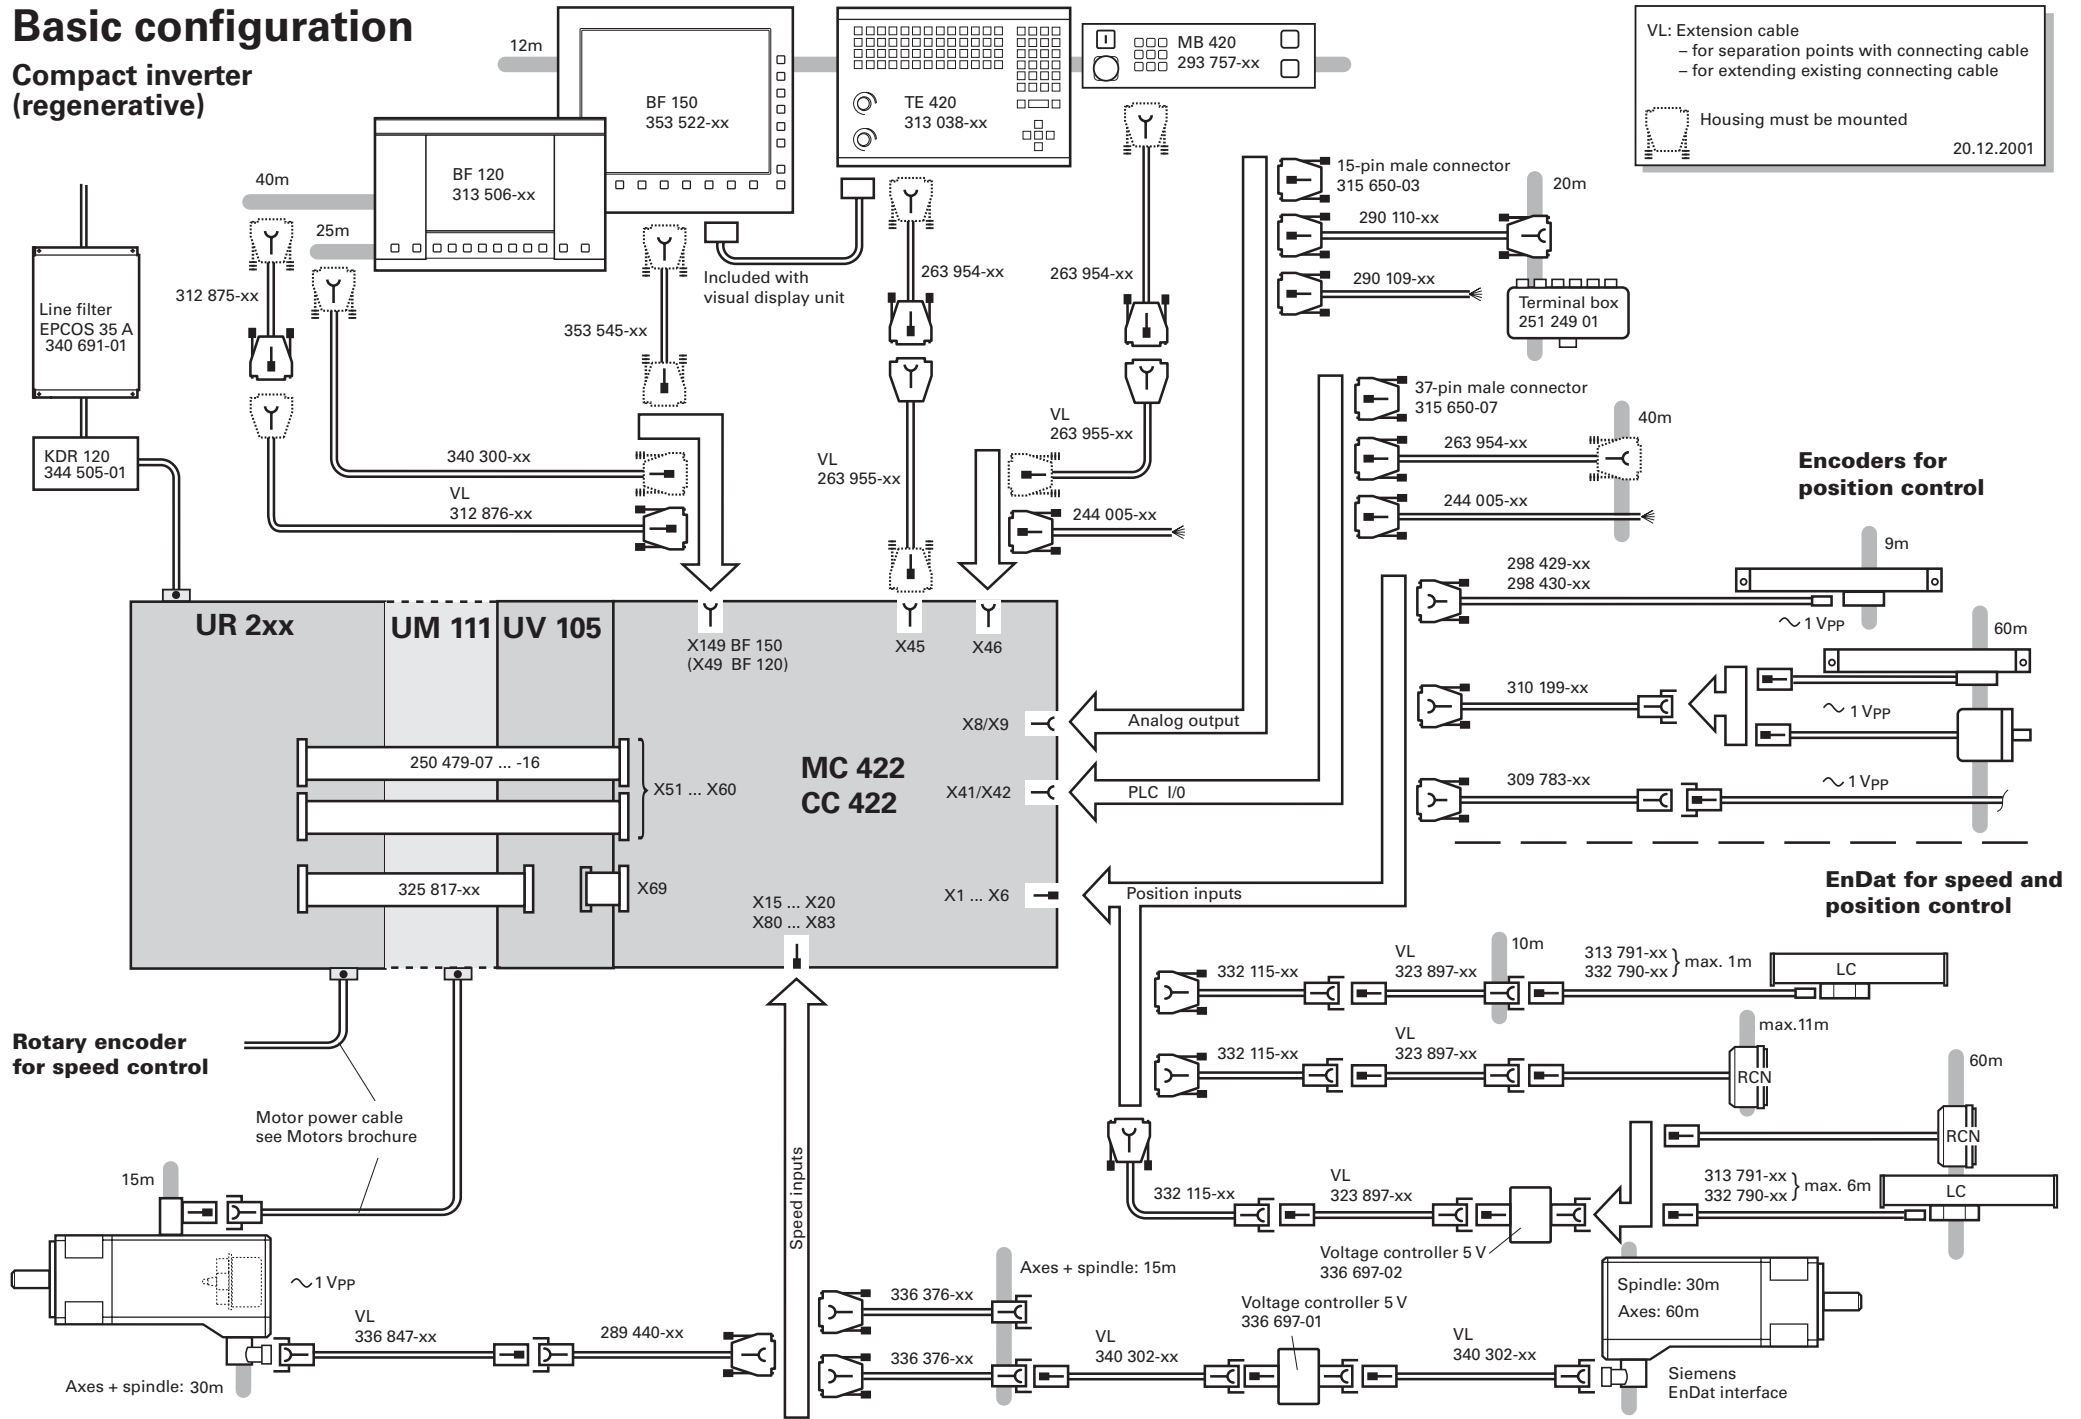 Basic configuration
Compact inverter
(regenerative)
12m
BF 150
353 522-xx
TE 420
313 038-xx
MB 420
293 757-xx
VL: Extension cable
– for separation points with connecting cable
– for extending existing connecting cable
Housing must be mounted
20.12.2001
40m
25m
BF 120
313 506-xx
15-pin male connector
315 650-03
20m
290 110-xx
290 109-xx
Terminal box
251 249 01
Line filter
EPCOS 35 A
340 691-01
312 875-xx
353 545-xx
Included with
visual display unit
263 954-xx
263 954-xx
37-pin male connector
315 650-07
40m
263 954-xx
244 005-xx
KDR 120
344 505-01
340 300-xx
VL
312 876-xx
VL
263 955-xx
VL
263 955-xx
244 005-xx
Encoders for
position control
298 429-xx
298 430-xx
9m
1 VPP
60m
310 199-xx
1 VPP
309 783-xx
1 VPP
UR 2xx
UM 111
UV 105
X149 BF 150
(X49 BF 120)
X45
X46
X8/X9
Analog output
MC 422
CC 422
X41/X42
PLC I/0
250 479-07 ... -16
X51 ... X60
325 817-xx
X69
X15 ... X20
X80 ... X83
X1 ... X6
Position inputs
EnDat for speed and
position control
332 115-xx
VL
323 897-xx
10m
313 791-xx
332 790-xx
max. 1m
LC
332 115-xx
VL
323 897-xx
max.11m
RCN
60m
RCN
332 115-xx
VL
323 897-xx
313 791-xx
332 790-xx
max. 6m
LC
Voltage controller 5 V
336 697-02
Rotary encoder
for speed control
Motor power cable
see Motors brochure
15m
1 VPP
VL
336 847-xx
289 440-xx
Axes + spindle: 30m
Speed inputs
336 376-xx
Axes + spindle: 15m
336 376-xx
VL
340 302-xx
Voltage controller 5 V
336 697-01
VL
340 302-xx
Spindle: 30m
Axes: 60m
Siemens
EnDat interface